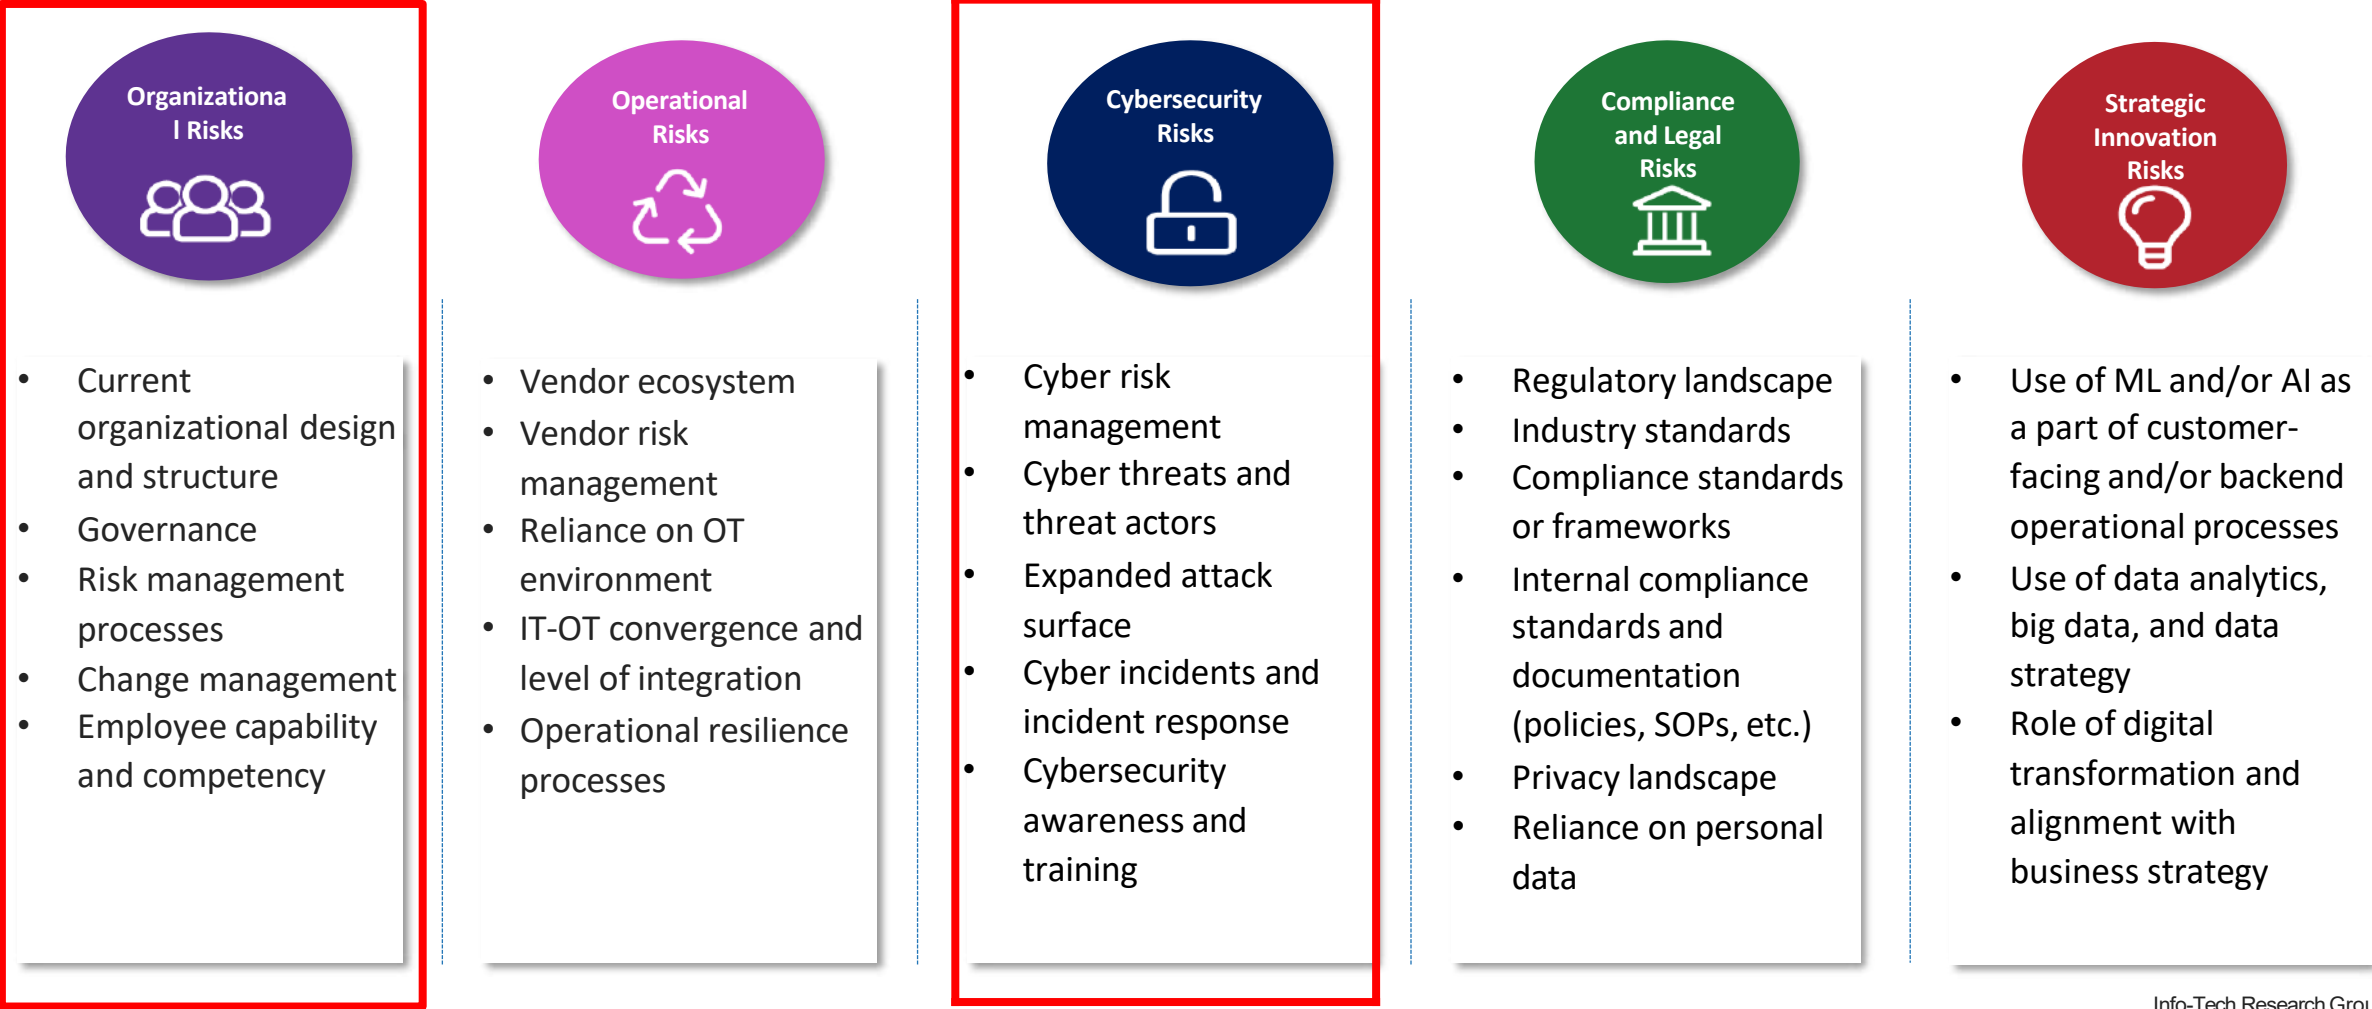 Organizationa
l Risks
• Current
organizational design
and structure
• Governance
• Risk management
processes
• Change management
• Employee capability
and competency
Operational
Risks
• Vendor ecosystem
• Vendor risk
management
• Reliance on OT
environment
• IT-OT convergence and
level of integration
• Operational resilience
processes
Cybersecurity
Risks
• Cyber risk
management
• Cyber threats and
threat actors
• Expanded attack
surface
• Cyber incidents and
incident response
• Cybersecurity
awareness and
training
Compliance
and Legal
Risks
• Regulatory landscape
• Industry standards
• Compliance standards
or frameworks
• Internal compliance
standards and
documentation
(policies, SOPs, etc.)
• Privacy landscape
• Reliance on personal
data
Strategic
Innovation
Risks
• Use of ML and/or AI as
a part of customer-
facing and/or backend
operational processes
• Use of data analytics,
big data, and data
strategy
• Role of digital
transformation and
alignment with
business strategy
Info-Tech Research Grou